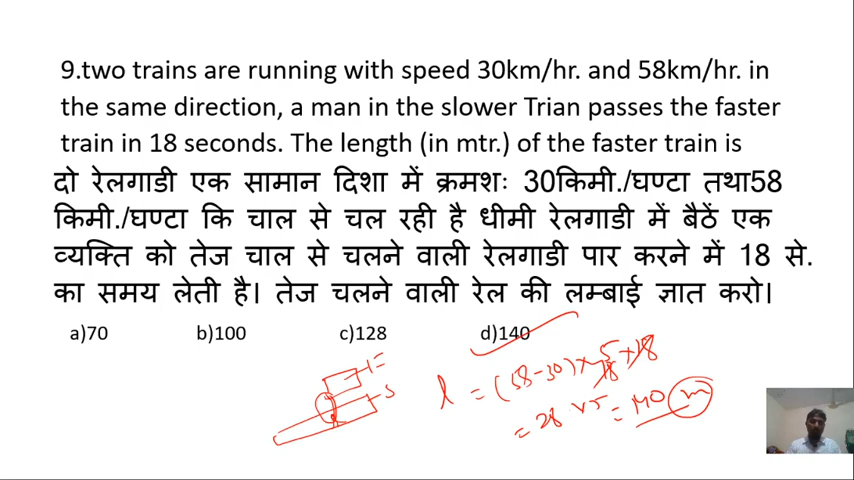 9.two trains are running with speed 30km/hr. and 58km/hr. in
the same direction, a man in the slower Trian passes the faster
train in 18 seconds. The length (in mtr.) of the faster train is
दो रेलगाडी एक सामान दिशा में क्रमशः 30किमी./घण्टा तथा58
किमी./घण्टा कि चाल से चल रही है धीमी रेलगाडी में बैठें एक
व्यक्ति को तेज चाल से चलने वाली रेलगाडी पार करने में 18 से.
का समय लेती है। तेज चलने वाली रेल की लम्बाई ज्ञात करो।
a)70 b)100 c)128 d)140
F
S
l = (58-30) × 5/18 × 18
= 28 × 5 = 140 m